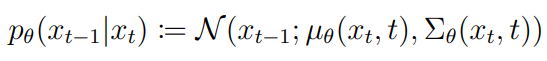 p_θ(x_{t−1}|x_t) := 𝒩(x_{t−1}; μ_θ(x_t, t), Σ_θ(x_t, t))